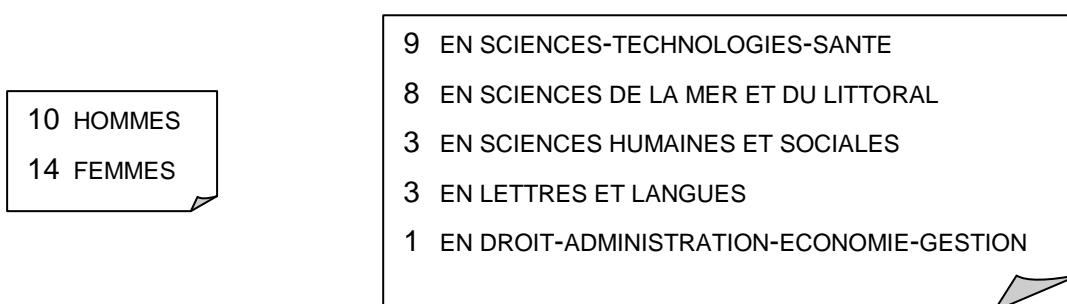 10 HOMMES
14 FEMMES
9 EN SCIENCES-TECHNOLOGIES-SANTE
8 EN SCIENCES DE LA MER ET DU LITTORAL
3 EN SCIENCES HUMAINES ET SOCIALES
3 EN LETTRES ET LANGUES
1 EN DROIT-ADMINISTRATION-ECONOMIE-GESTION